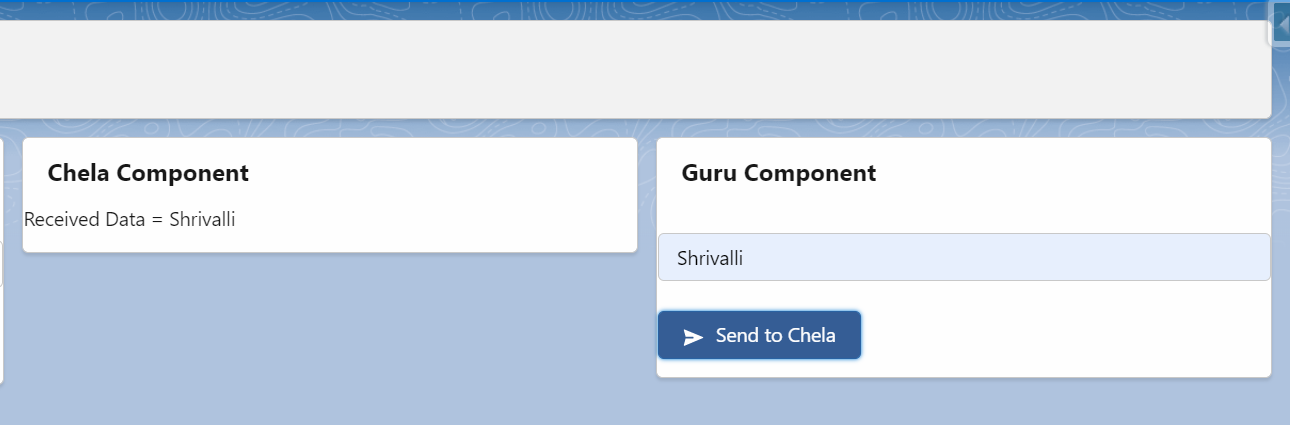 Chela Component
Received Data = Shrivalli
Guru Component
Shrivalli
Send to Chela